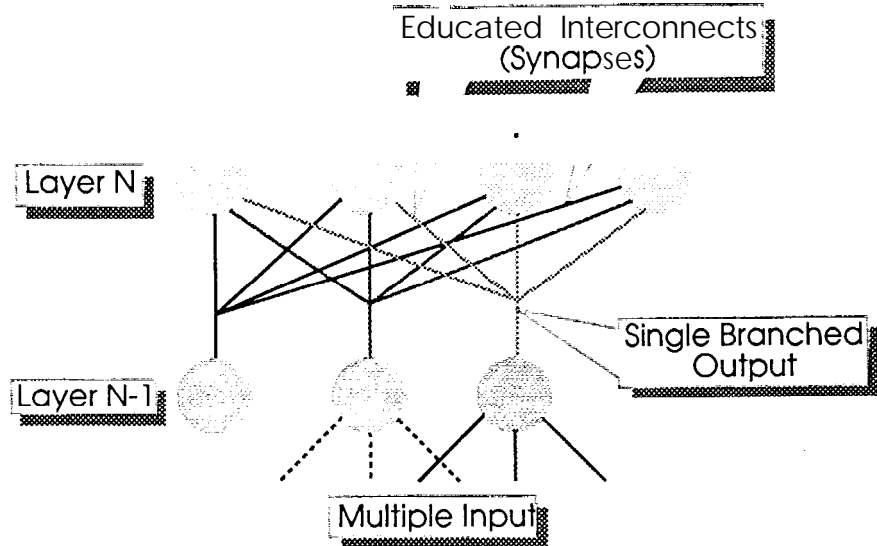 Educated Interconnects
(Synapses)
Layer N
Single Branched
Output
Layer N-1
Multiple Input